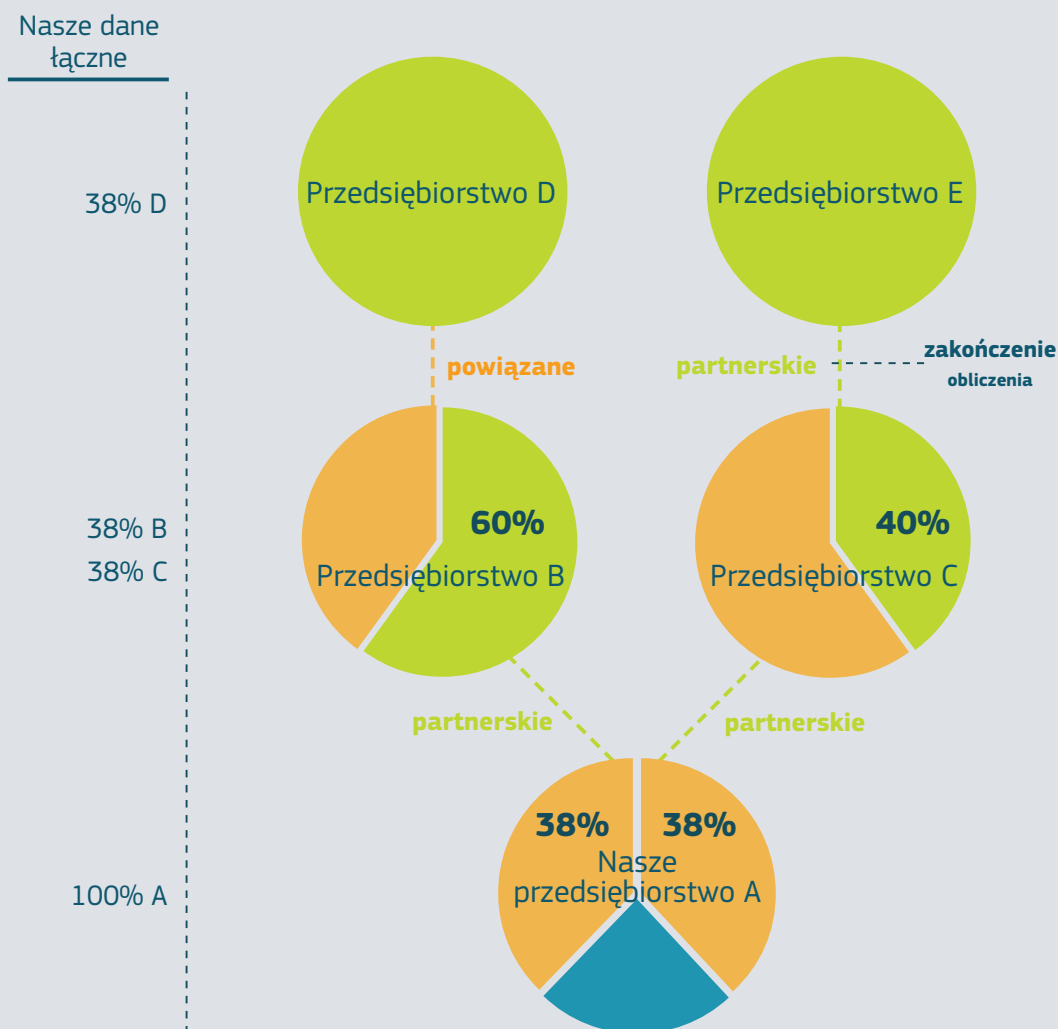 Nasze dane
łączne
38% D
Przedsiębiorstwo D
Przedsiębiorstwo E
powiązane
partnerskie
zakończenie
obliczenia
38% B
38% C
60%
Przedsiębiorstwo B
40%
Przedsiębiorstwo C
partnerskie
partnerskie
100% A
38%
38%
Nasze
przedsiębiorstwo A